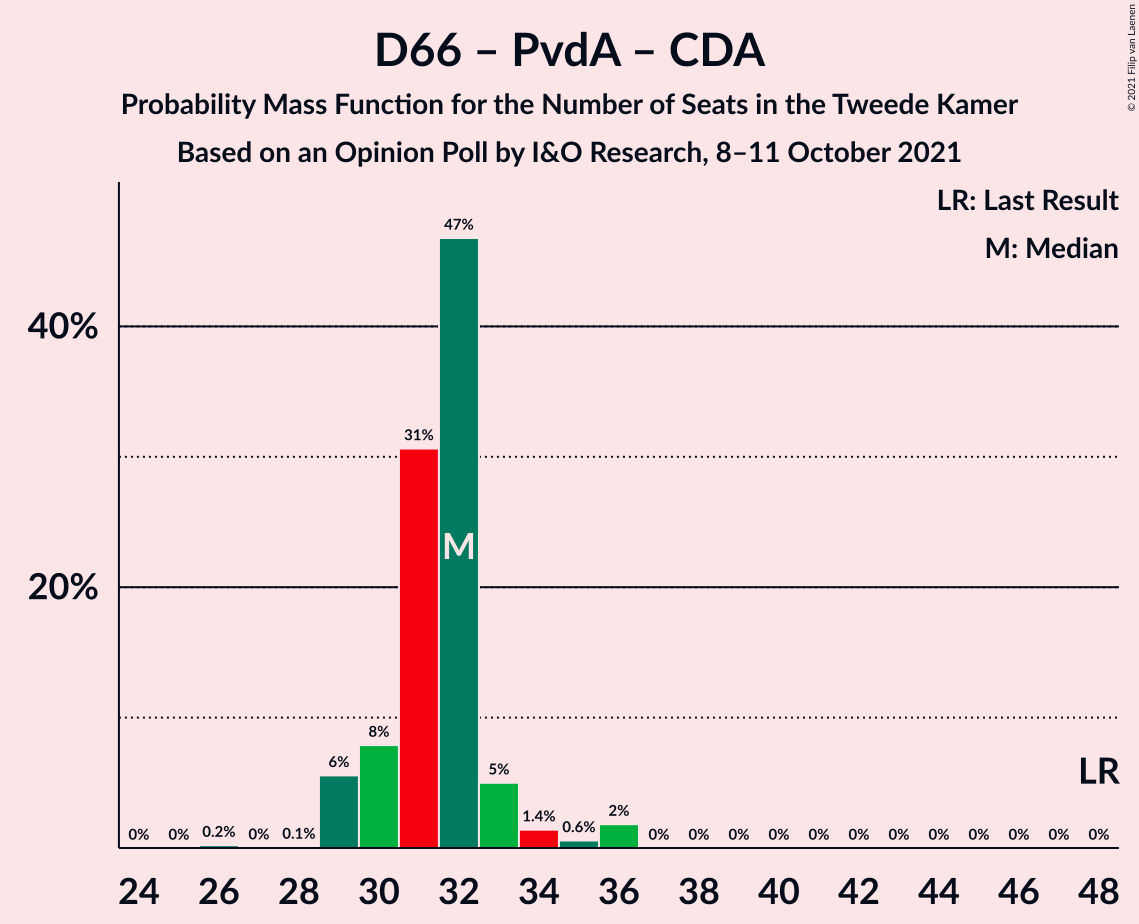 D66 – PvdA – CDA
Probability Mass Function for the Number of Seats in the Tweede Kamer
Based on an Opinion Poll by I&O Research, 8–11 October 2021
© 2021 Filip van Laenen
LR: Last Result
M: Median
40%
20%
0% 0% 0.2% 0% 0.1% 6% 8% 31% 47% 5% 1.4% 0.6% 2% 0% 0% 0% 0% 0% 0% 0% 0% 0% 0% 0% 0%
M
LR
24 26 28 30 32 34 36 38 40 42 44 46 48